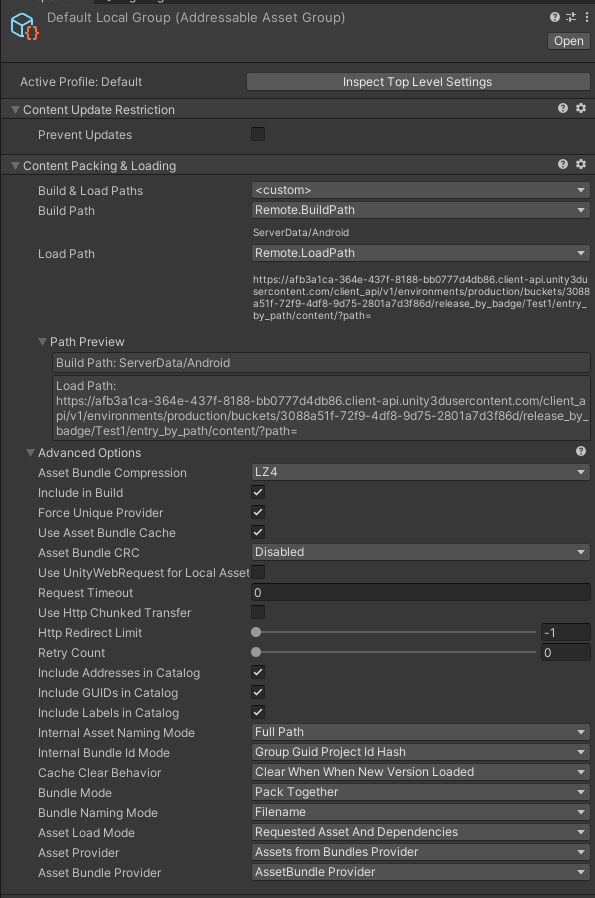 Default Local Group (Addressable Asset Group)
Open
Active Profile: Default
Inspect Top Level Settings
Content Update Restriction
Prevent Updates
Content Packing & Loading
Build & Load Paths
<custom>
Build Path
Remote.BuildPath
ServerData/Android
Load Path
Remote.LoadPath
https://afb3a1ca-364e-437f-8188-bb0777d4db86.client-api.unity3du
sercontent.com/client_api/v1/environments/production/buckets/3088
a51f-72f9-4df8-9d75-2801a7d3f86d/release_by_badge/Test1/entry_
by_path/content/?path=
Path Preview
Build Path: ServerData/Android
Load Path:
https://afb3a1ca-364e-437f-8188-bb0777d4db86.client-api.unity3dusercontent.com/client_a
pi/v1/environments/production/buckets/3088a51f-72f9-4df8-9d75-2801a7d3f86d/release_by_
badge/Test1/entry_by_path/content/?path=
Advanced Options
Asset Bundle Compression
LZ4
Include in Build
Force Unique Provider
Use Asset Bundle Cache
Asset Bundle CRC
Disabled
Use UnityWebRequest for Local Asset
Request Timeout
0
Use Http Chunked Transfer
Http Redirect Limit
-1
Retry Count
0
Include Addresses in Catalog
Include GUIDs in Catalog
Include Labels in Catalog
Internal Asset Naming Mode
Full Path
Internal Bundle Id Mode
Group Guid Project Id Hash
Cache Clear Behavior
Clear When When New Version Loaded
Bundle Mode
Pack Together
Bundle Naming Mode
Filename
Asset Load Mode
Requested Asset And Dependencies
Asset Provider
Assets from Bundles Provider
Asset Bundle Provider
AssetBundle Provider